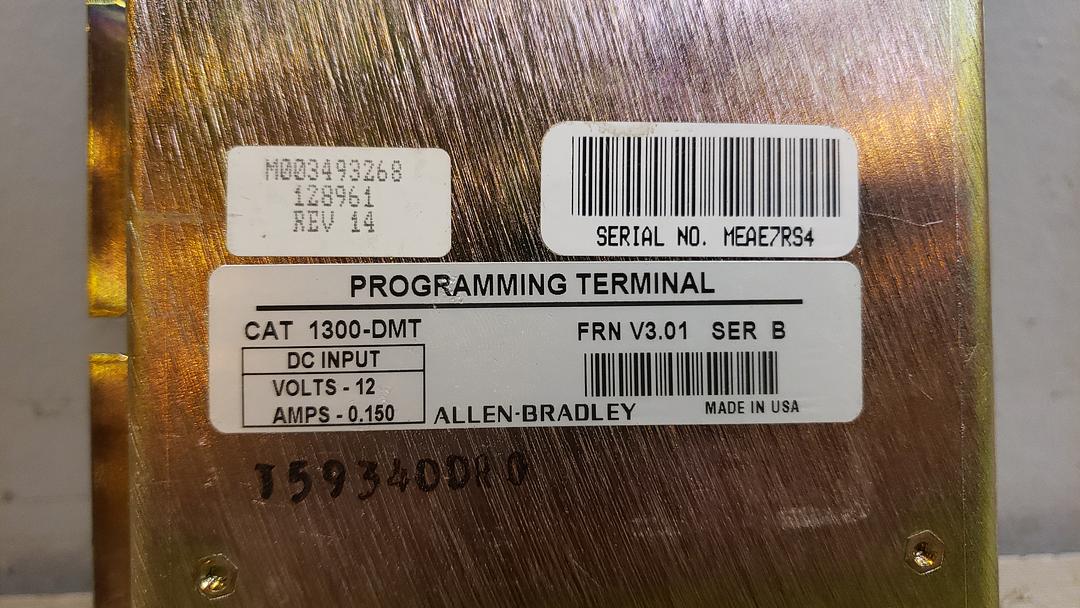 M003493268
128961
REV 14
SERIAL NO. MEAE7RS4
PROGRAMMING TERMINAL
CAT 1300-DMT
FRN V3.01 SER B
DC INPUT
VOLTS - 12
AMPS - 0.150
ALLEN-BRADLEY
MADE IN USA